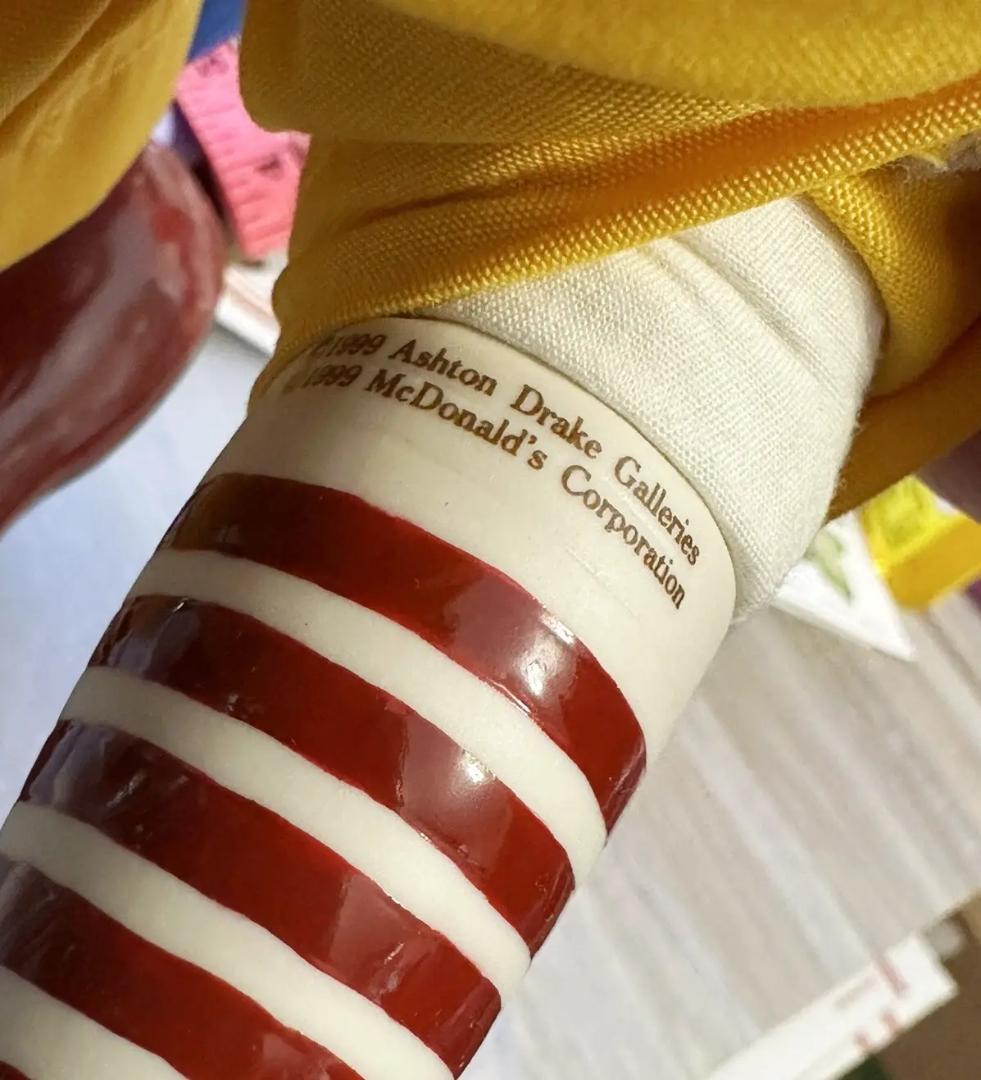 ©1999 Ashton Drake Galleries
©1999 McDonald's Corporation